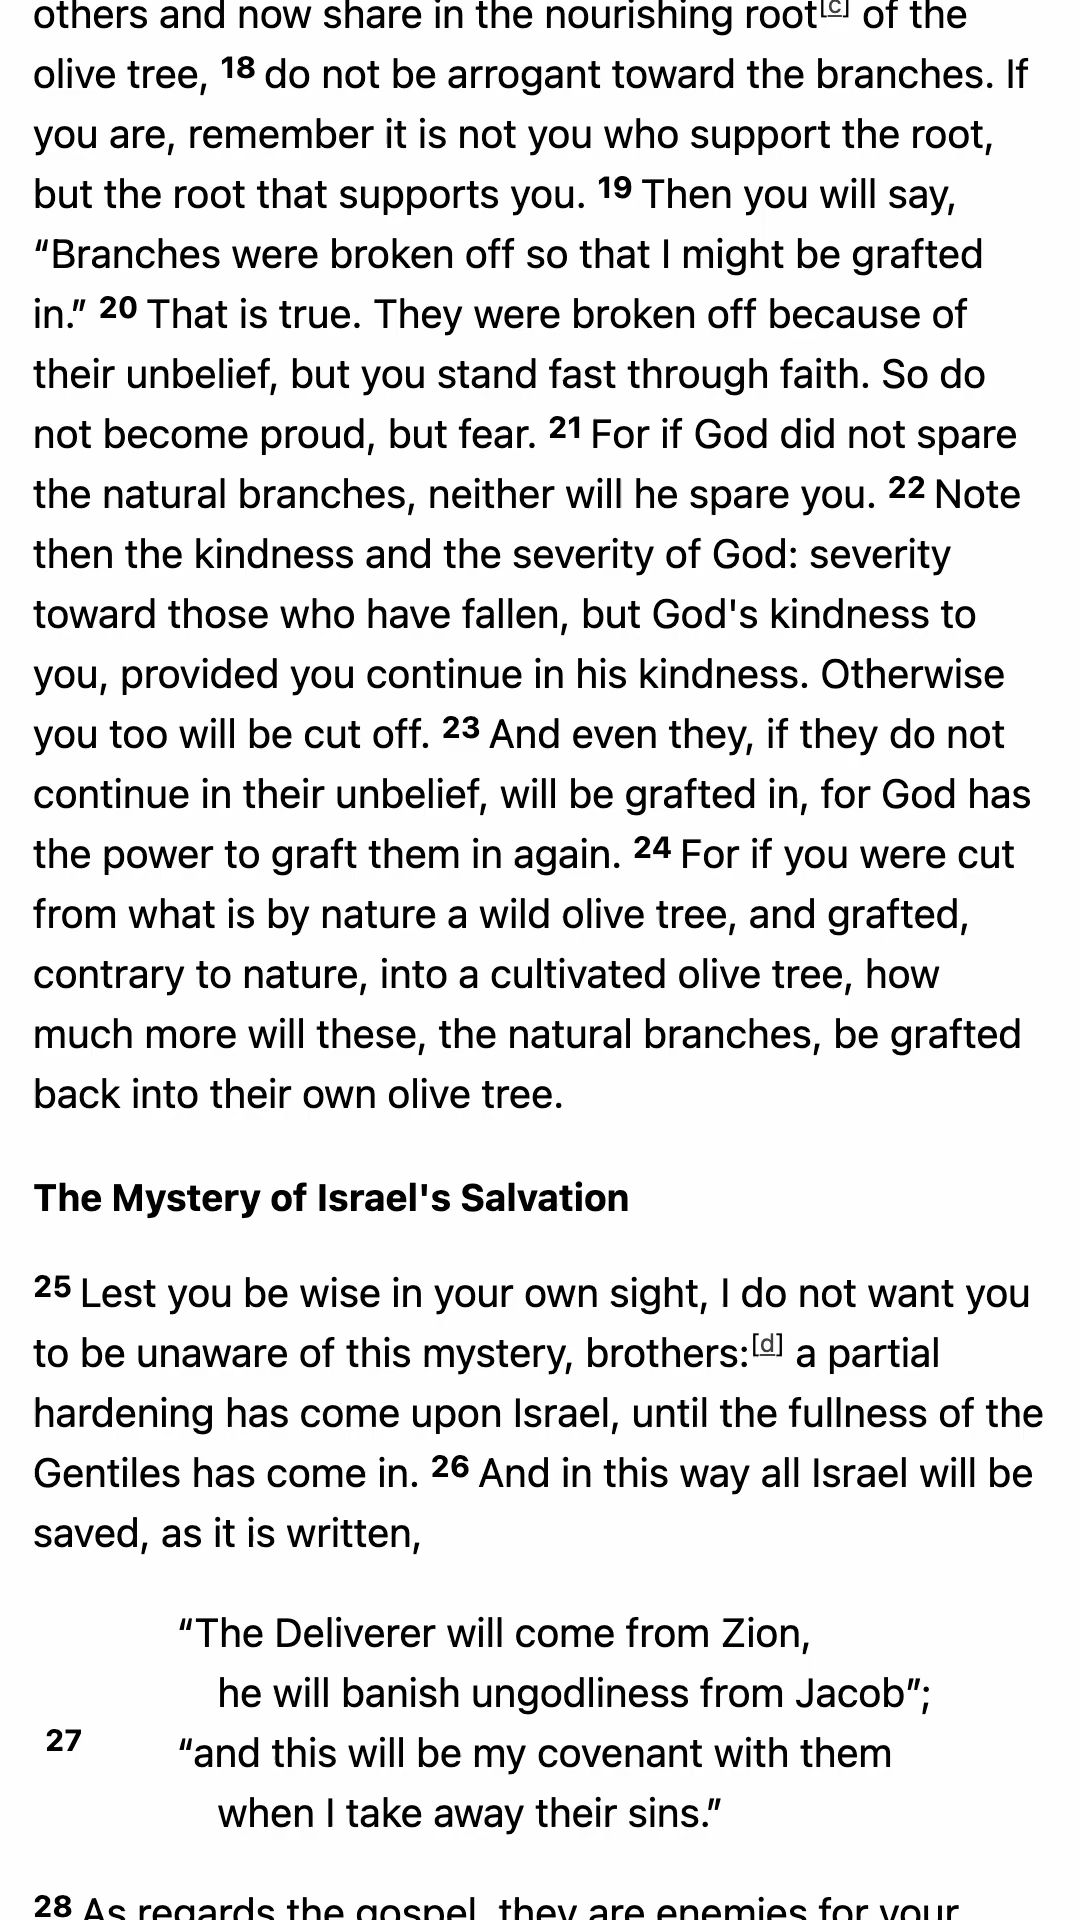 others and now share in the nourishing root[c] of the
olive tree, 18 do not be arrogant toward the branches. If
you are, remember it is not you who support the root,
but the root that supports you. 19 Then you will say,
“Branches were broken off so that I might be grafted
in.” 20 That is true. They were broken off because of
their unbelief, but you stand fast through faith. So do
not become proud, but fear. 21 For if God did not spare
the natural branches, neither will he spare you. 22 Note
then the kindness and the severity of God: severity
toward those who have fallen, but God's kindness to
you, provided you continue in his kindness. Otherwise
you too will be cut off. 23 And even they, if they do not
continue in their unbelief, will be grafted in, for God has
the power to graft them in again. 24 For if you were cut
from what is by nature a wild olive tree, and grafted,
contrary to nature, into a cultivated olive tree, how
much more will these, the natural branches, be grafted
back into their own olive tree.
The Mystery of Israel's Salvation
25 Lest you be wise in your own sight, I do not want you
to be unaware of this mystery, brothers:[d] a partial
hardening has come upon Israel, until the fullness of the
Gentiles has come in. 26 And in this way all Israel will be
saved, as it is written,
“The Deliverer will come from Zion,
he will banish ungodliness from Jacob”;
27 “and this will be my covenant with them
when I take away their sins.”
28 As regards the gospel, they are enemies for your